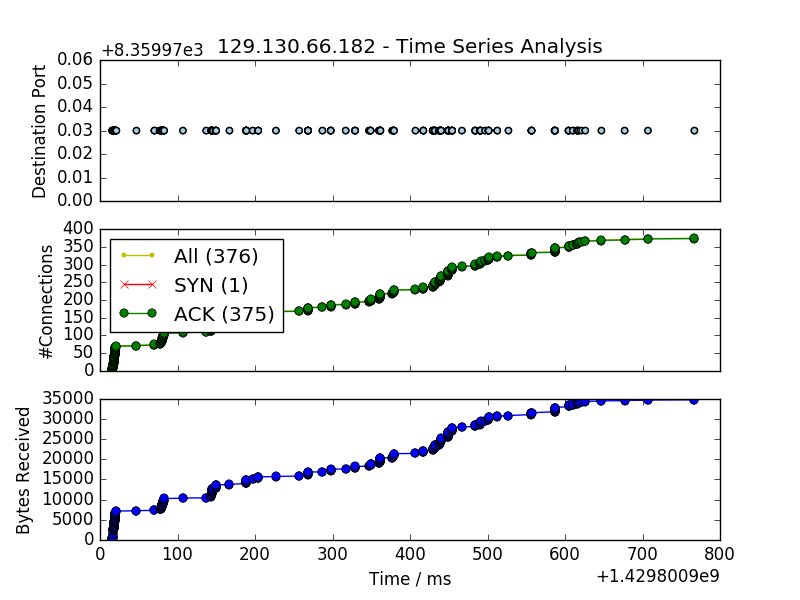 +8.35997e3 129.130.66.182 - Time Series Analysis
0.06
0.05
0.04
0.03
0.02
0.01
0.00
Destination Port
400
350
300
250
200
150
100
50
0
#Connections
All (376)
SYN (1)
ACK (375)
35000
30000
25000
20000
15000
10000
5000
0
Bytes Received
0 100 200 300 400 500 600 700 800
Time / ms
+1.4298009e9